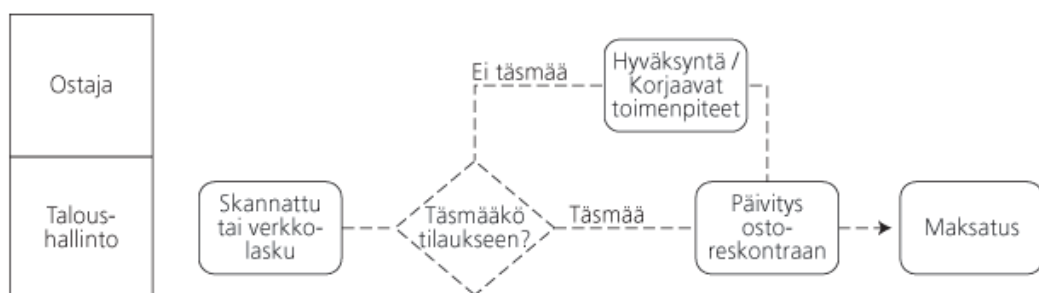 Ostaja
Ei täsmää
Hyväksyntä /
Korjaavat
toimenpiteet
Talous-
hallinto
Skannattu
tai verkko-
lasku
Täsmääkö
tilaukseen?
Täsmää
Päivitys
osto-
reskontraan
Maksatus